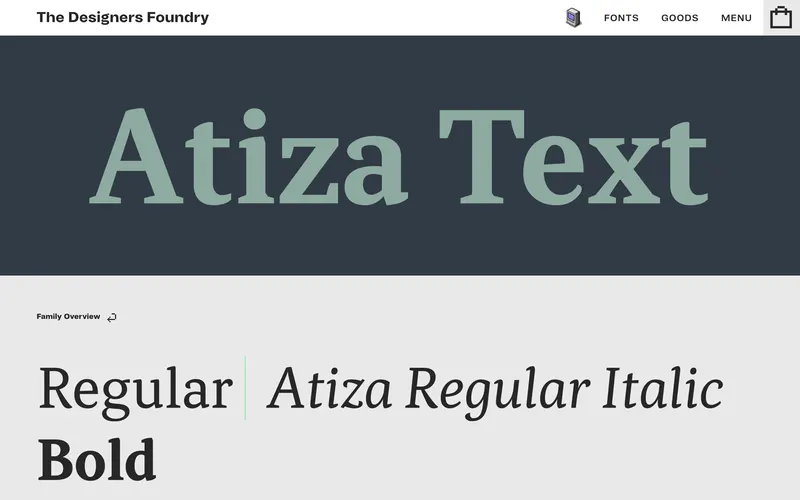 The Designers Foundry
FONTS
GOODS
MENU
Atiza Text
Family Overview
Regular
Atiza Regular Italic
Bold